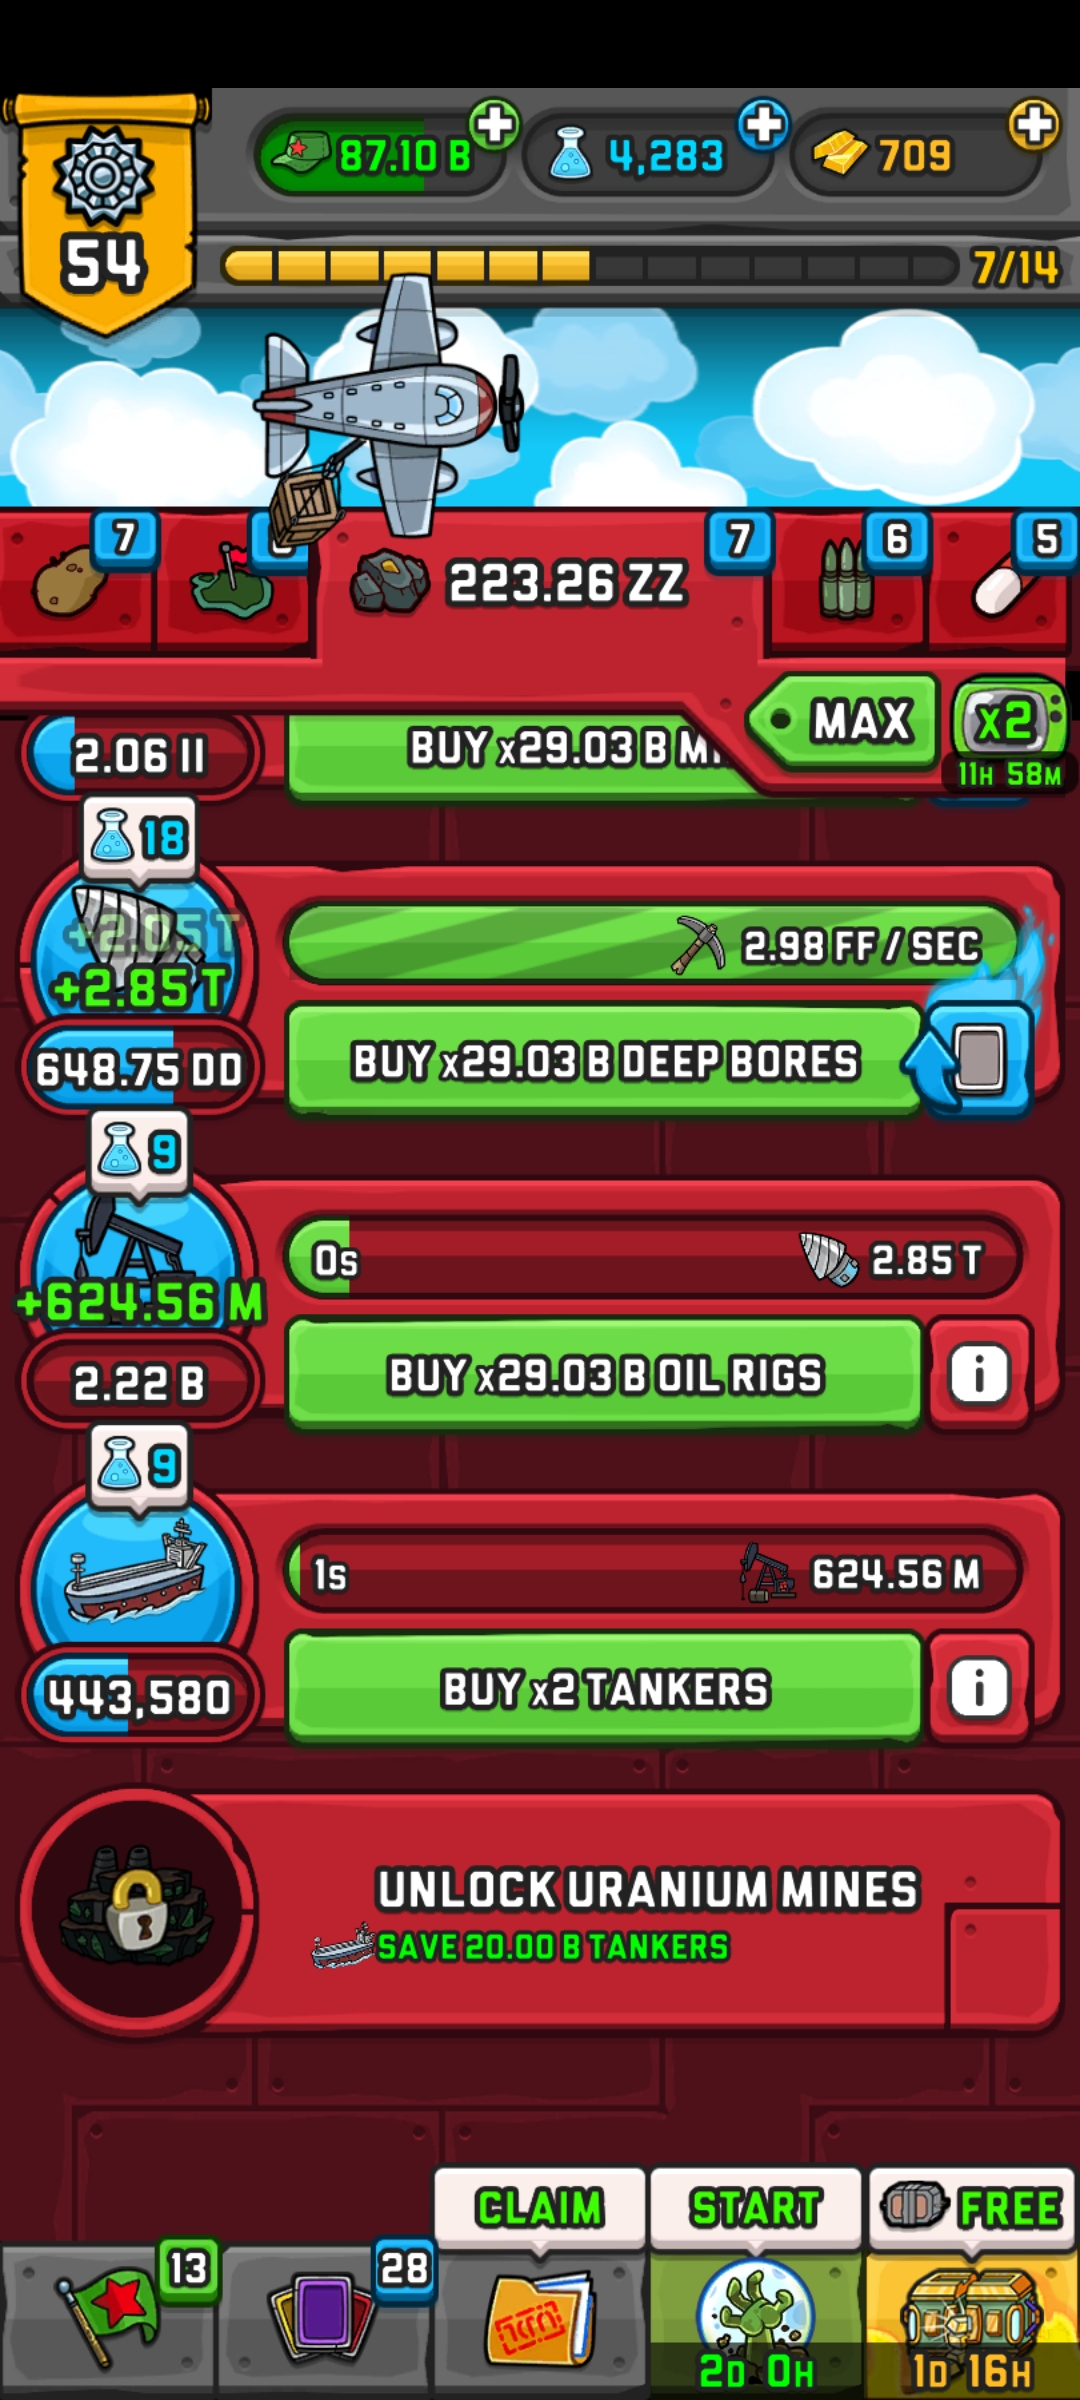 87.10 B
4,283
709
54
7/14
7
7
6
5
223.26 ZZ
MAX
x2
11H 58M
2.06 II
BUY x29.03 B
18
+2.05 T
+2.85 T
2.98 FF / SEC
648.75 DD
BUY x29.03 B DEEP BORES
9
0s
2.85 T
+624.56 M
2.22 B
BUY x29.03 B OIL RIGS
i
9
1s
624.56 M
443,580
BUY x2 TANKERS
i
UNLOCK URANIUM MINES
SAVE 20.00 B TANKERS
CLAIM
START
FREE
13
28
2D 0H
1D 16H